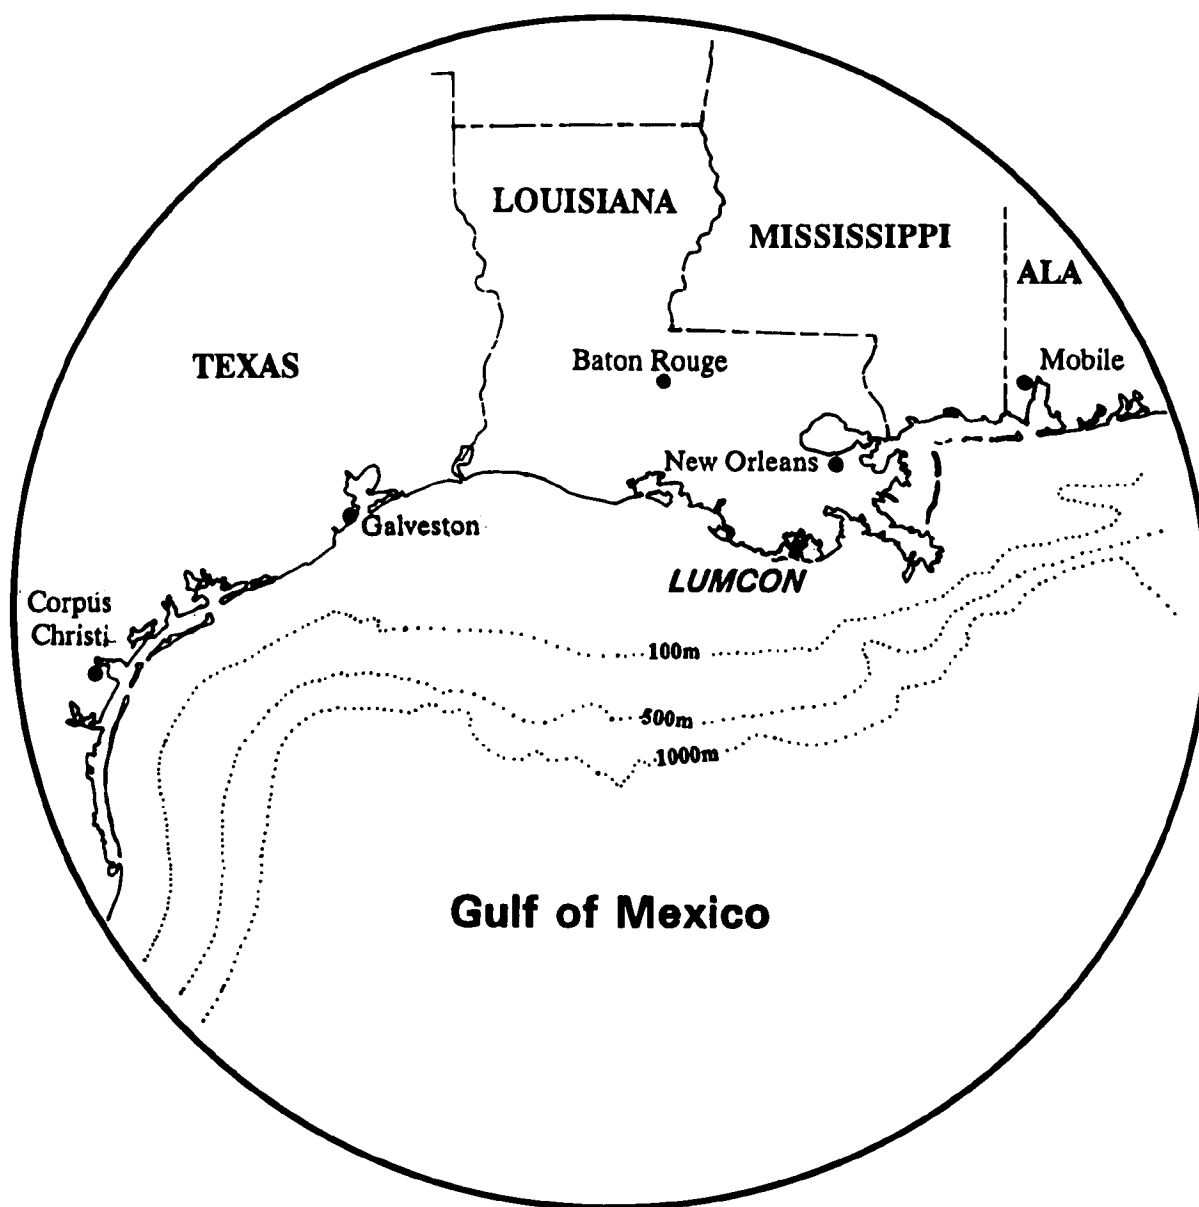 LOUISIANA
MISSISSIPPI
ALA
TEXAS
Baton Rouge
Mobile
New Orleans
Galveston
LUMCON
Corpus
Christi
100m
500m
1000m
Gulf of Mexico